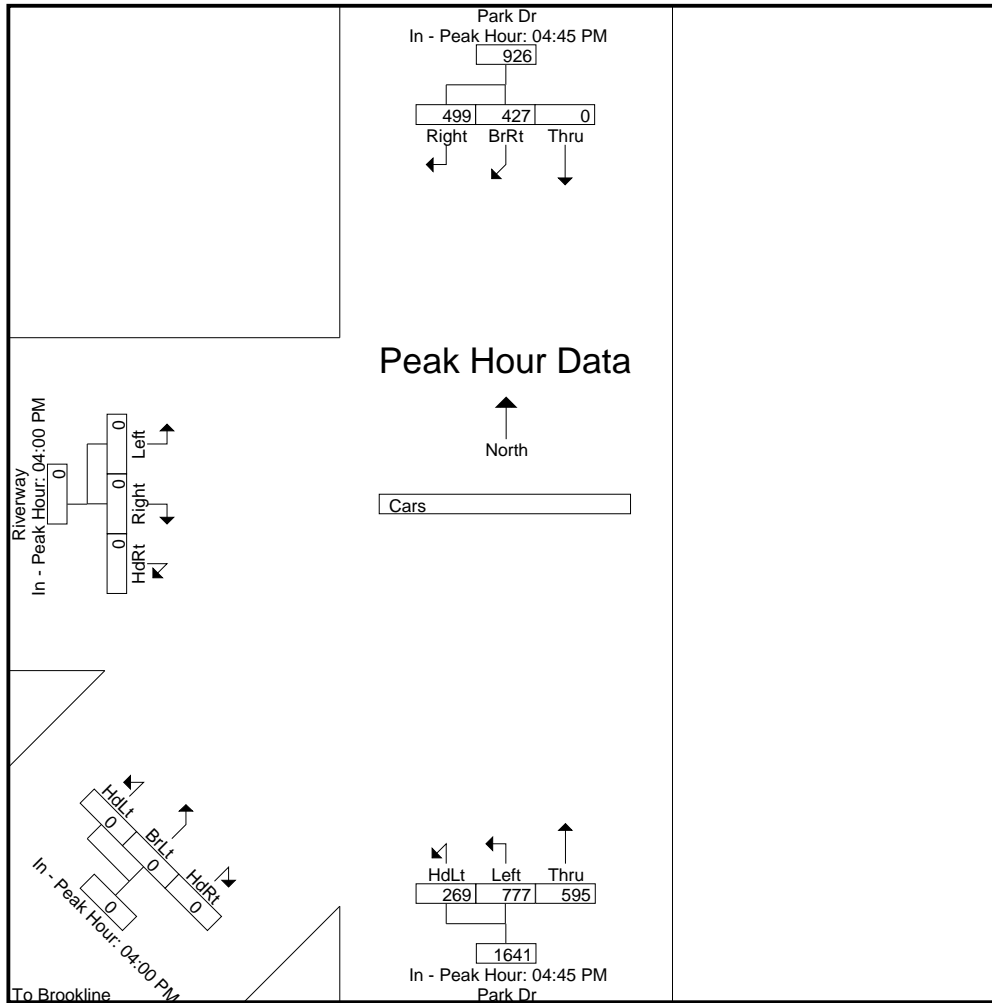 Park Dr
In - Peak Hour: 04:45 PM
926
499 427 0
Right BrRt Thru
Peak Hour Data
North
Cars
Riverway
In - Peak Hour: 04:00 PM
0
0 0 0
Left Right HdRt
HdLt BrLt HdRt
0 0 0
0
In - Peak Hour: 04:00 PM
To Brookline
HdLt Left Thru
269 777 595
1641
In - Peak Hour: 04:45 PM
Park Dr